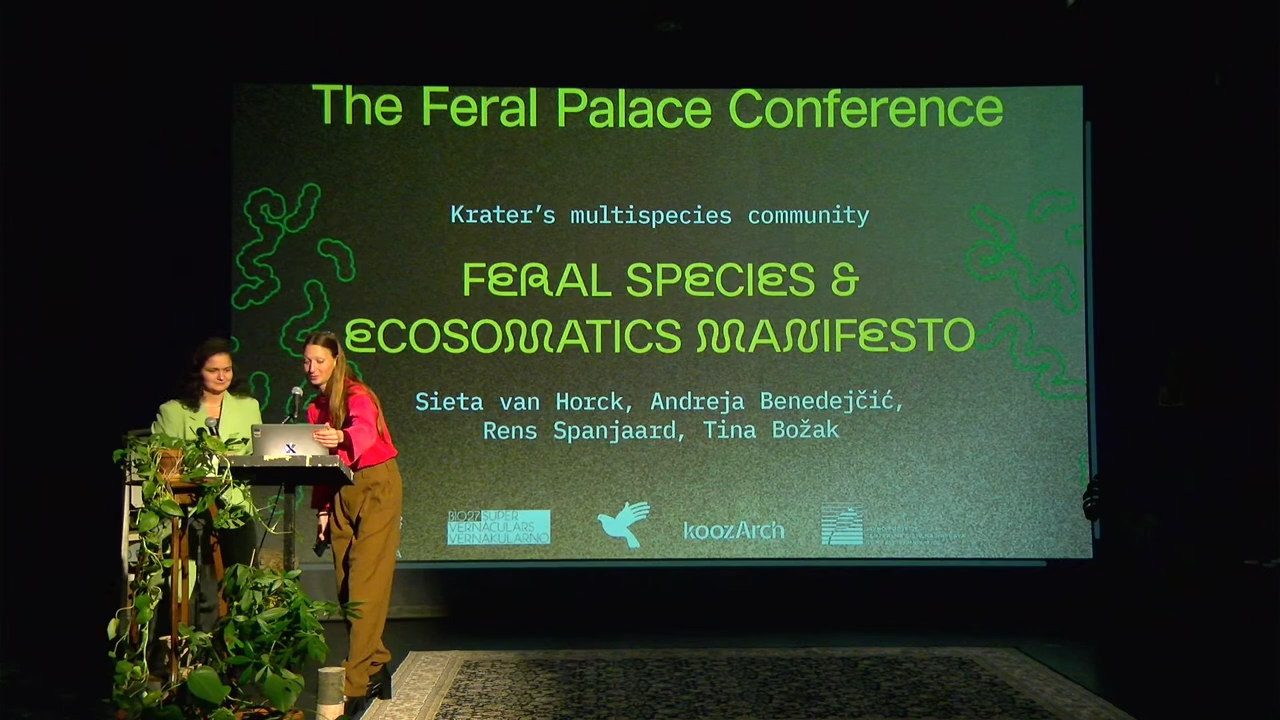 The Feral Palace Conference
Krater's multispecies community
FERAL SPECIES &
ECOSOMATICS MANIFESTO
Sieta van Horck, Andreja Benedejčić,
Rens Spanjaard, Tina Božak
BIO27 SUPER
VERNACULARS
VERNAKULARNO
koozArch
X